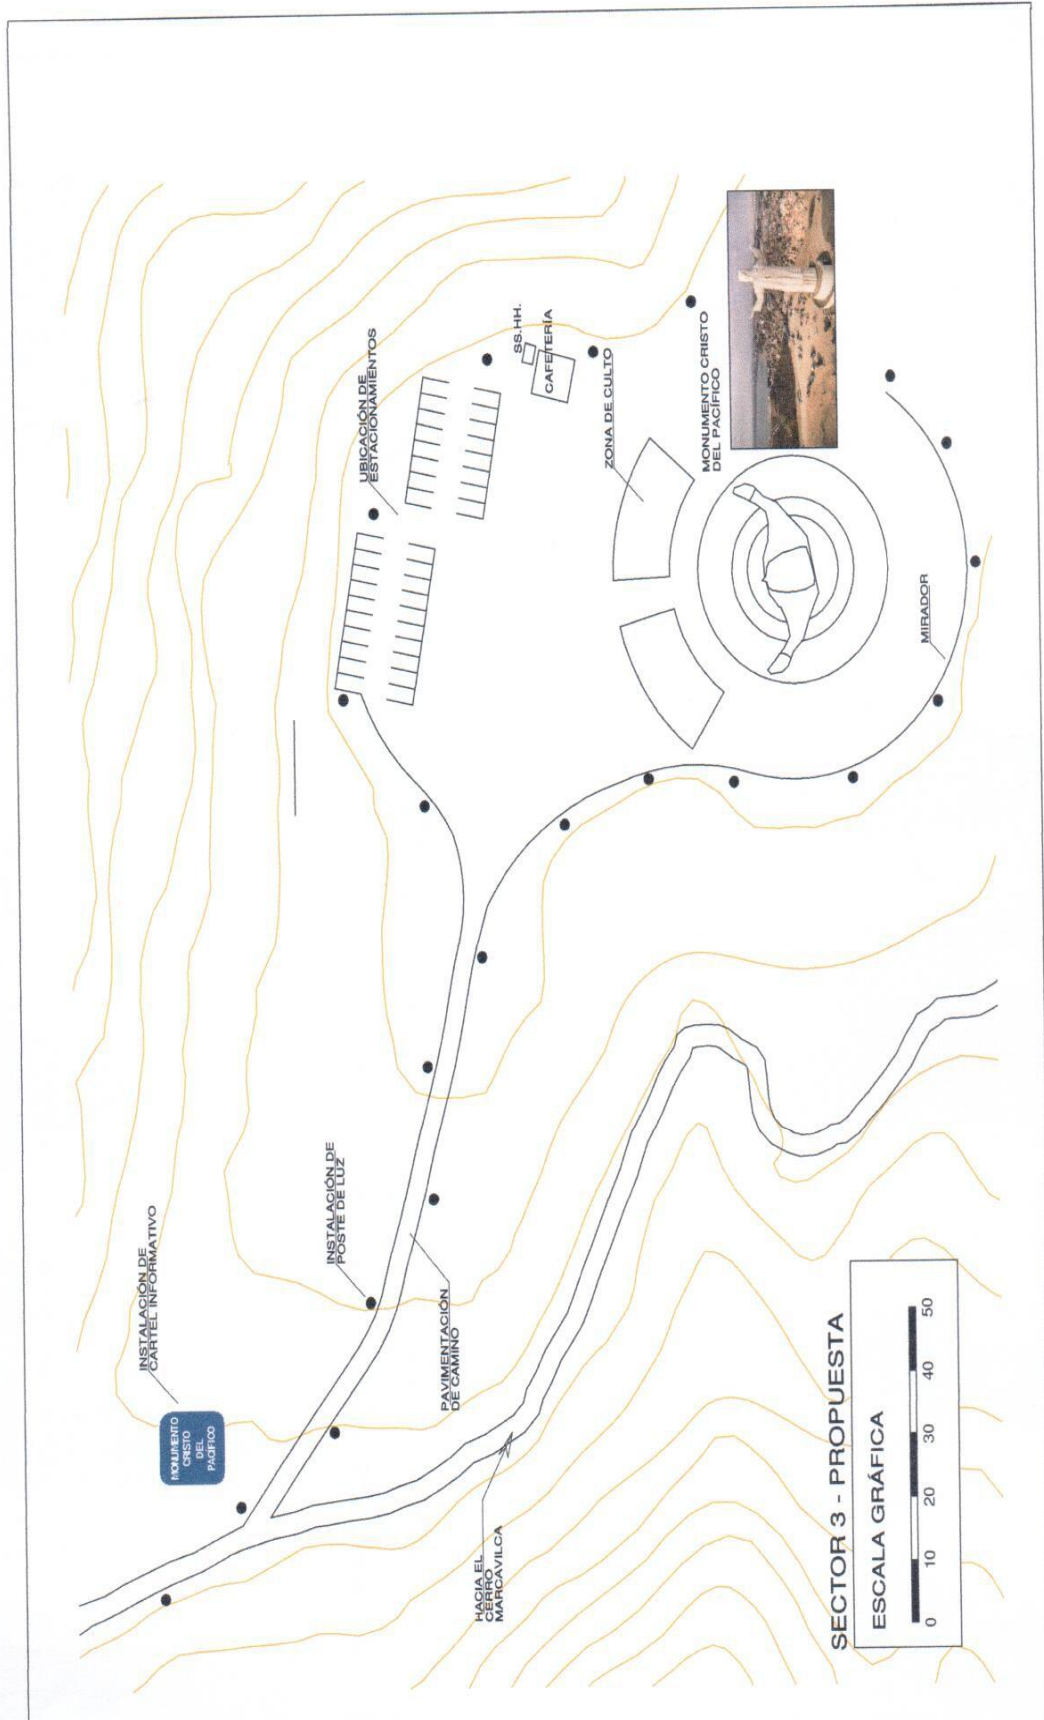 INSTALACIÓN DE
CARTEL INFORMATIVO
MONUMENTO
CRISTO
DEL
PACÍFICO
INSTALACIÓN DE
POSTE DE LUZ
UBICACIÓN DE
ESTACIONAMIENTOS
SS.HH.
CAFETERÍA
ZONA DE CULTO
MONUMENTO CRISTO
DEL PACÍFICO
MIRADOR
PAVIMENTACIÓN
DE CAMINO
HACIA EL
CERRO
MARCAVILCA
SECTOR 3 - PROPUESTA
ESCALA GRÁFICA
0 10 20 30 40 50